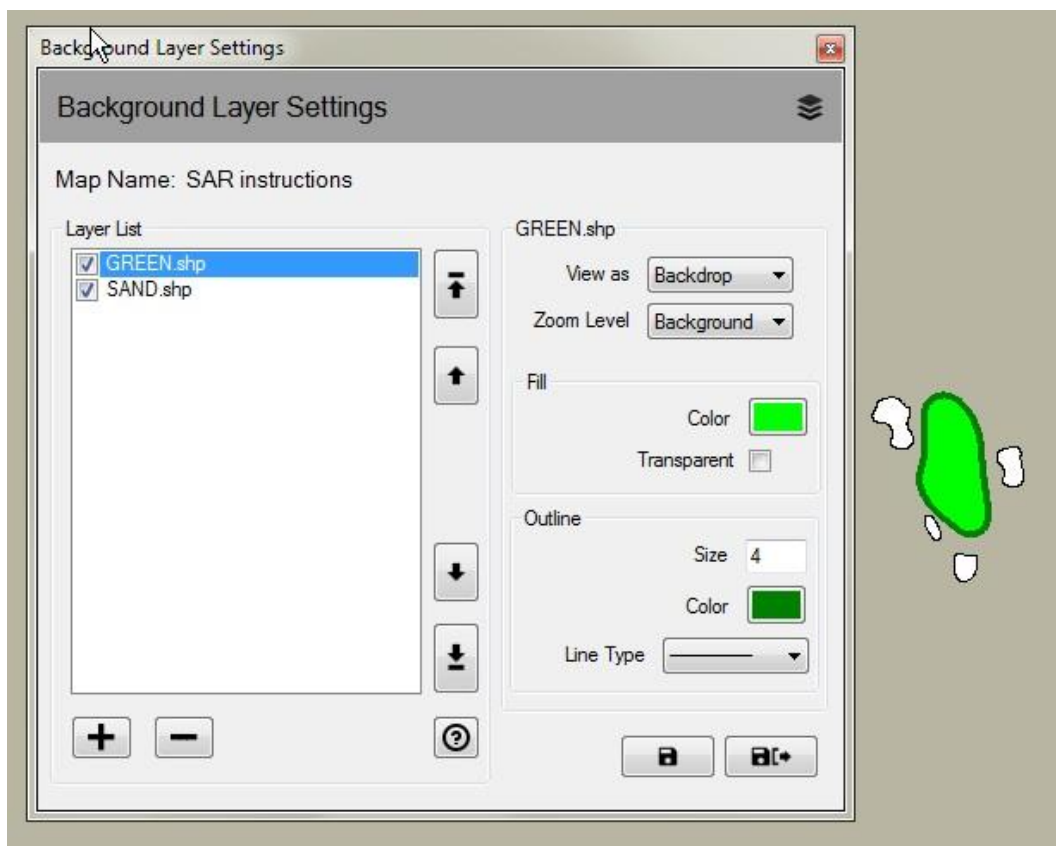 Background Layer Settings
Background Layer Settings
Map Name: SAR instructions
Layer List
GREEN.shp
SAND.shp
GREEN.shp
View as Backdrop
Zoom Level Background
Fill
Color
Transparent
Outline
Size 4
Color
Line Type